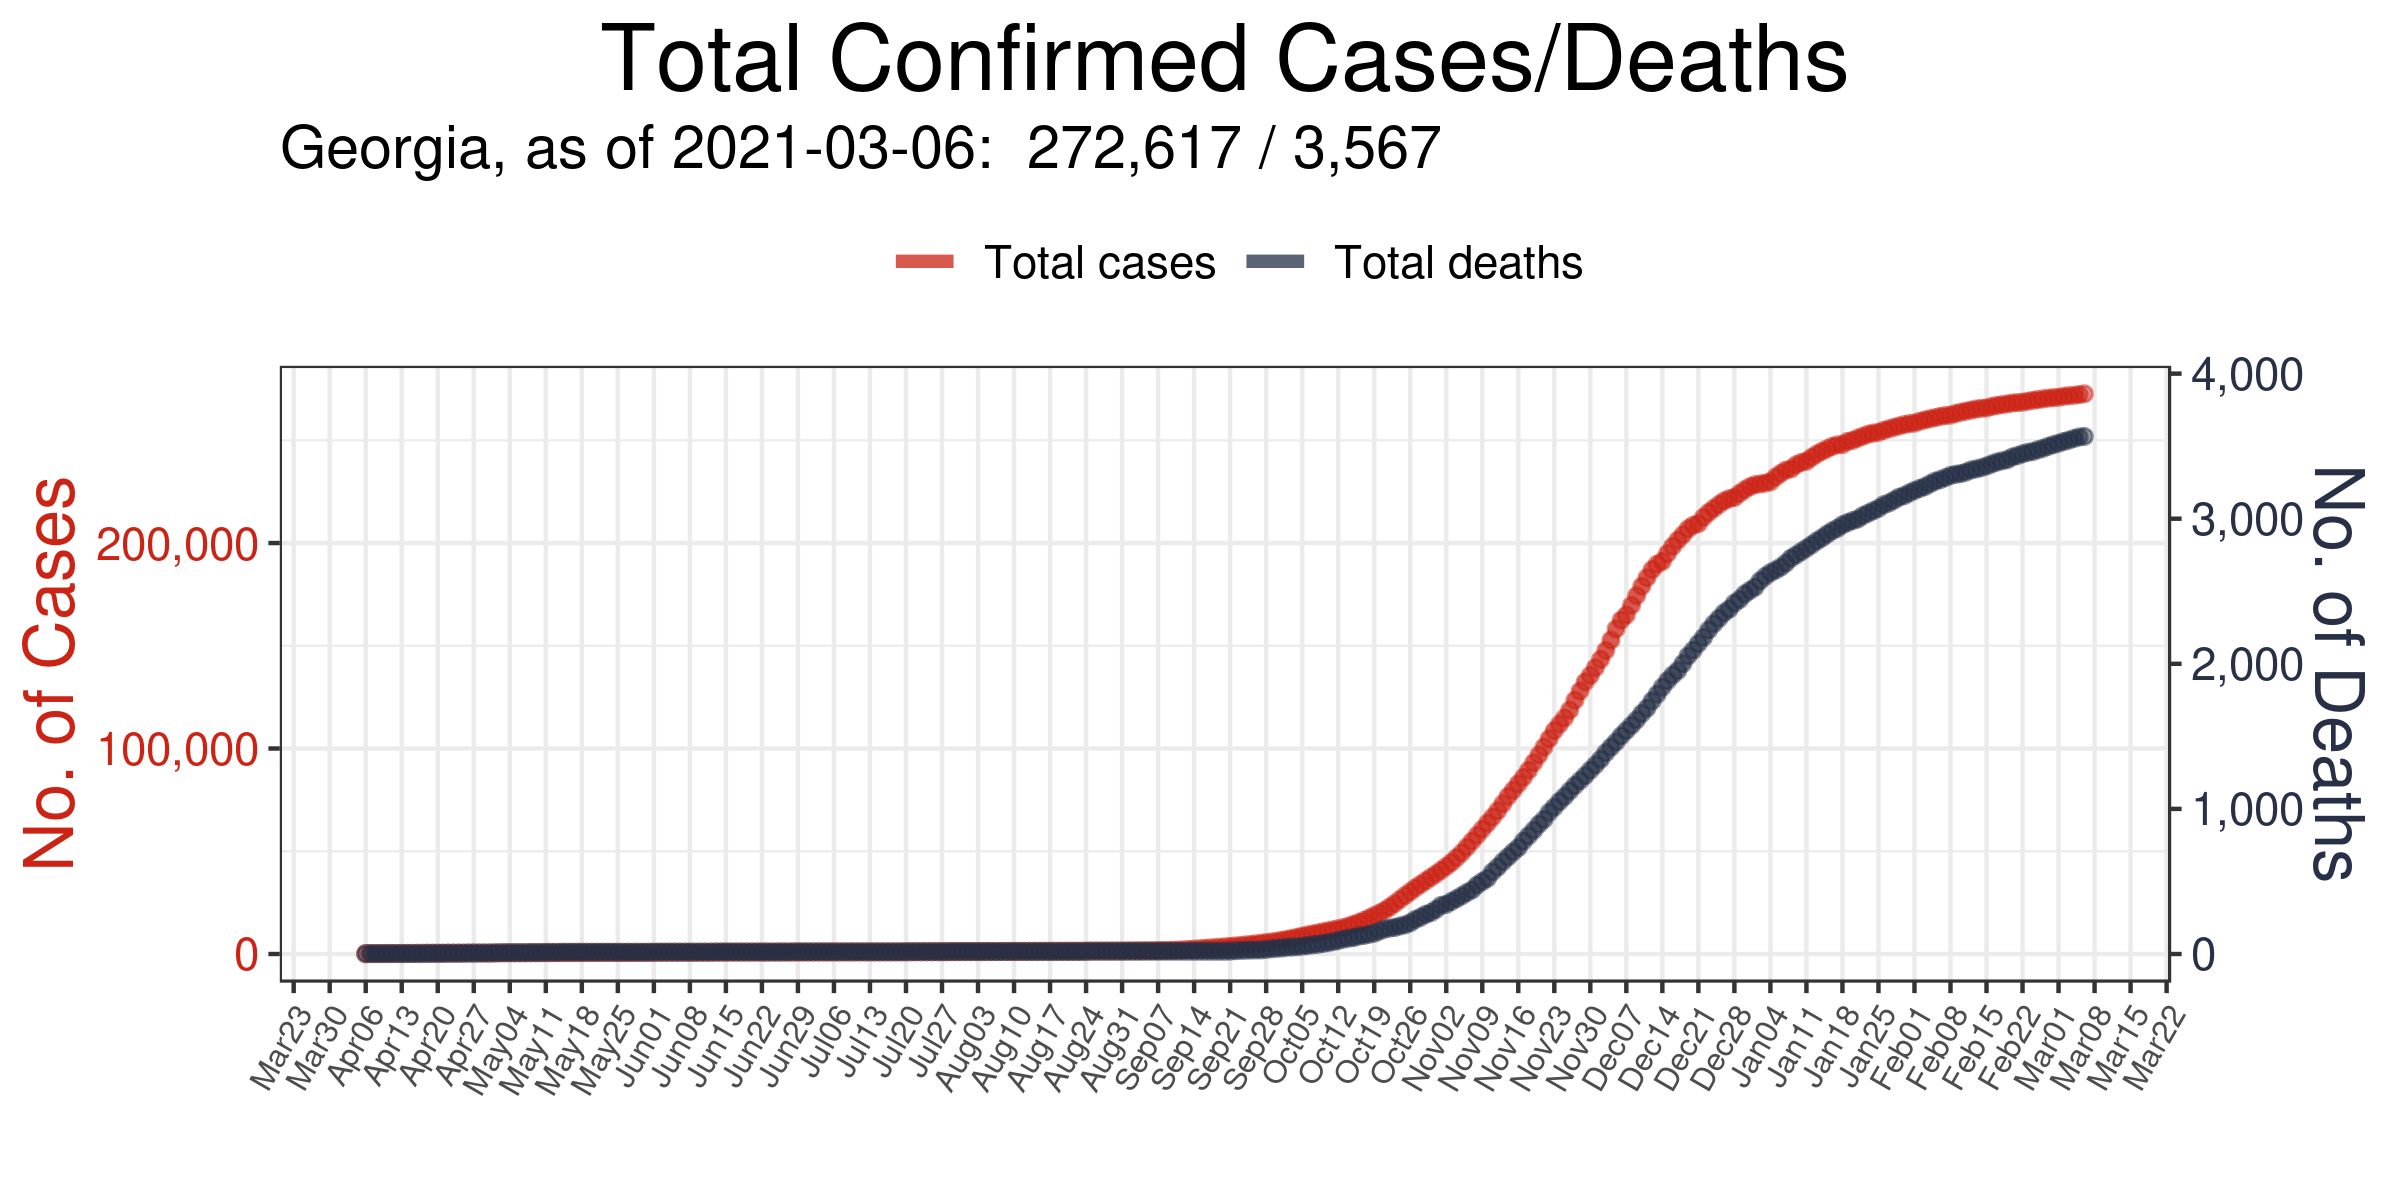 Total Confirmed Cases/Deaths
Georgia, as of 2021-03-06:  272,617 / 3,567
Total cases
Total deaths
No. of Cases
200,000
100,000
0
4,000
3,000
2,000
1,000
0
No. of Deaths
Mar23
Mar30
Apr06
Apr13
Apr20
Apr27
May04
May11
May18
May25
Jun01
Jun08
Jun15
Jun22
Jun29
Jul06
Jul13
Jul20
Jul27
Aug03
Aug10
Aug17
Aug24
Aug31
Sep07
Sep14
Sep21
Sep28
Oct05
Oct12
Oct19
Oct26
Nov02
Nov09
Nov16
Nov23
Nov30
Dec07
Dec14
Dec21
Dec28
Jan04
Jan11
Jan18
Jan25
Feb01
Feb08
Feb15
Feb22
Mar01
Mar08
Mar15
Mar22